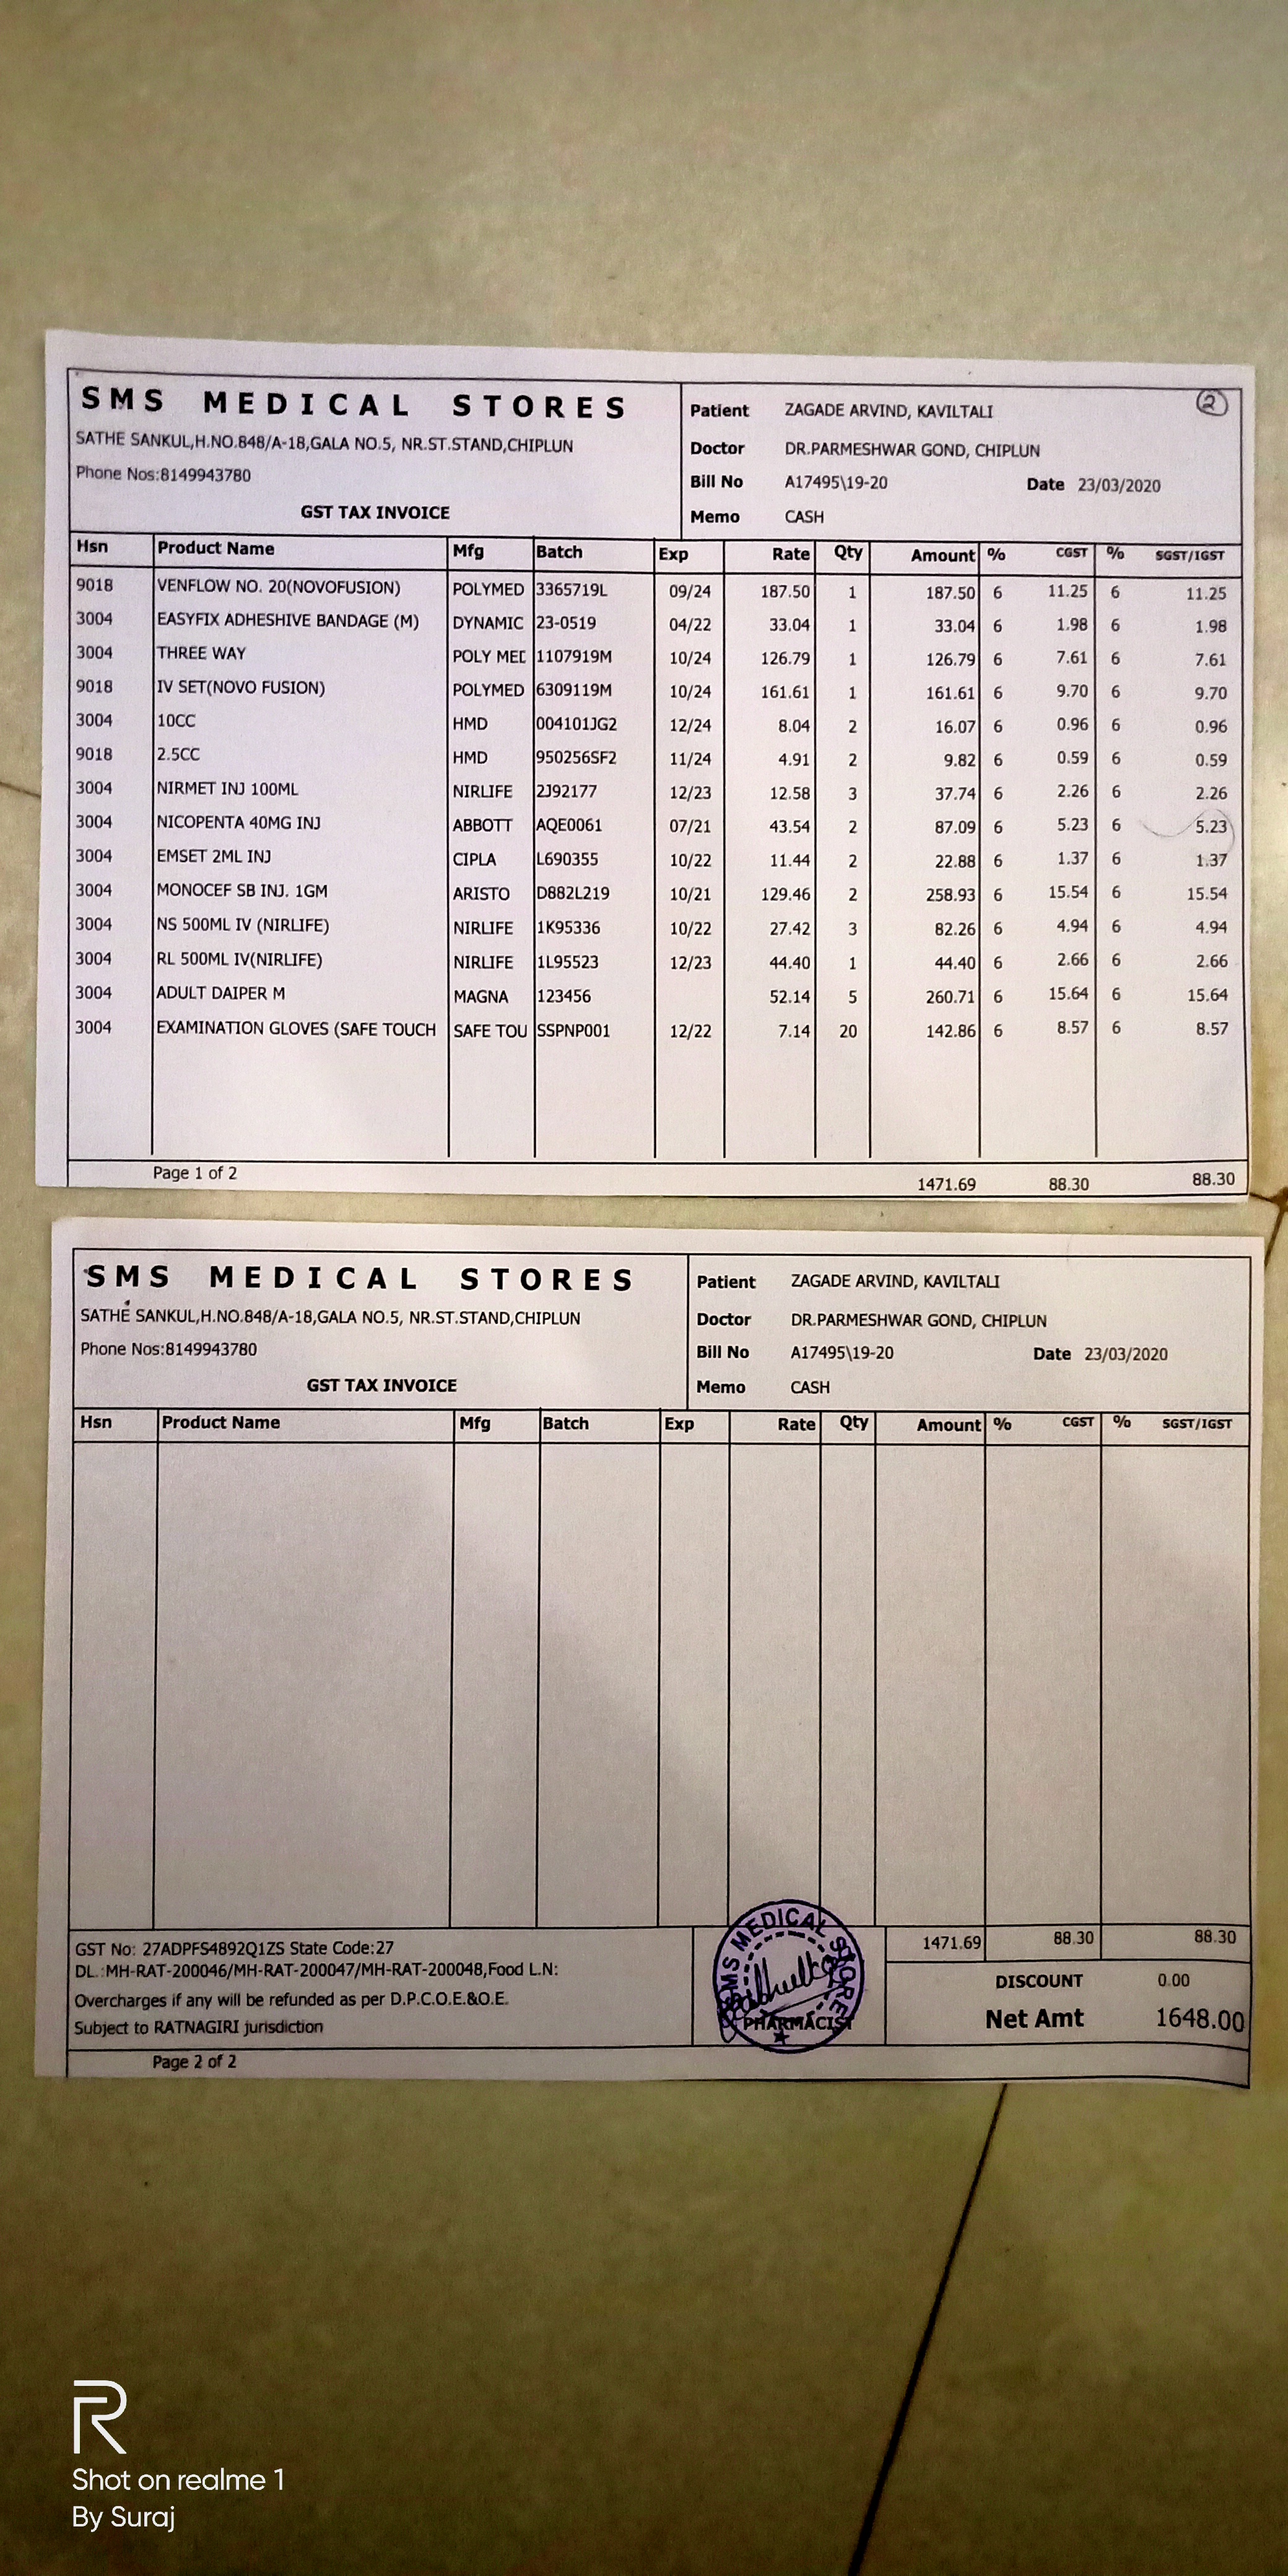 SMS MEDICAL STORES
SATHE SANKUL,H.NO.848/A-18,GALA NO.5, NR.ST.STAND,CHIPLUN
Phone Nos:8149943780
GST TAX INVOICE
Patient ZAGADE ARVIND, KAVILTALI
2
Doctor DR.PARMESHWAR GOND, CHIPLUN
Bill No A17495\19-20 Date 23/03/2020
Memo CASH
Hsn Product Name Mfg Batch Exp Rate Qty Amount % CGST % SGST/IGST
9018 VENFLOW NO. 20(NOVOFUSION) POLYMED 3365719L 09/24 187.50 1 187.50 6 11.25 6 11.25
3004 EASYFIX ADHESHIVE BANDAGE (M) DYNAMIC 23-0519 04/22 33.04 1 33.04 6 1.98 6 1.98
3004 THREE WAY POLY MED 1107919M 10/24 126.79 1 126.79 6 7.61 6 7.61
9018 IV SET(NOVO FUSION) POLYMED 6309119M 10/24 161.61 1 161.61 6 9.70 6 9.70
3004 10CC HMD 004101JG2 12/24 8.04 2 16.07 6 0.96 6 0.96
9018 2.5CC HMD 950256SF2 11/24 4.91 2 9.82 6 0.59 6 0.59
3004 NIRMET INJ 100ML NIRLIFE 2J92177 12/23 12.58 3 37.74 6 2.26 6 2.26
3004 NICOPENTA 40MG INJ ABBOTT AQE0061 07/21 43.54 2 87.09 6 5.23 6 5.23
3004 EMSET 2ML INJ CIPLA L690355 10/22 11.44 2 22.88 6 1.37 6 1.37
3004 MONOCEF SB INJ. 1GM ARISTO D882L219 10/21 129.46 2 258.93 6 15.54 6 15.54
3004 NS 500ML IV (NIRLIFE) NIRLIFE 1K95336 10/22 27.42 3 82.26 6 4.94 6 4.94
3004 RL 500ML IV(NIRLIFE) NIRLIFE 1L95523 12/23 44.40 1 44.40 6 2.66 6 2.66
3004 ADULT DAIPER M MAGNA 123456 52.14 5 260.71 6 15.64 6 15.64
3004 EXAMINATION GLOVES (SAFE TOUCH SAFE TOU SSPNP001 12/22 7.14 20 142.86 6 8.57 6 8.57
Page 1 of 2 1471.69 88.30 88.30
SMS MEDICAL STORES
SATHE SANKUL,H.NO.848/A-18,GALA NO.5, NR.ST.STAND,CHIPLUN
Phone Nos:8149943780
GST TAX INVOICE
Patient ZAGADE ARVIND, KAVILTALI
Doctor DR.PARMESHWAR GOND, CHIPLUN
Bill No A17495\19-20 Date 23/03/2020
Memo CASH
Hsn Product Name Mfg Batch Exp Rate Qty Amount % CGST % SGST/IGST
GST No: 27ADPFS4892Q1ZS State Code:27
DL.:MH-RAT-200046/MH-RAT-200047/MH-RAT-200048,Food L.N:
Overcharges if any will be refunded as per D.P.C.O.E.&O.E.
Subject to RATNAGIRI jurisdiction
SMS MEDICAL STORES
PHARMACIST
1471.69 88.30 88.30
DISCOUNT 0.00
Net Amt 1648.00
Page 2 of 2
R
Shot on realme 1
By Suraj